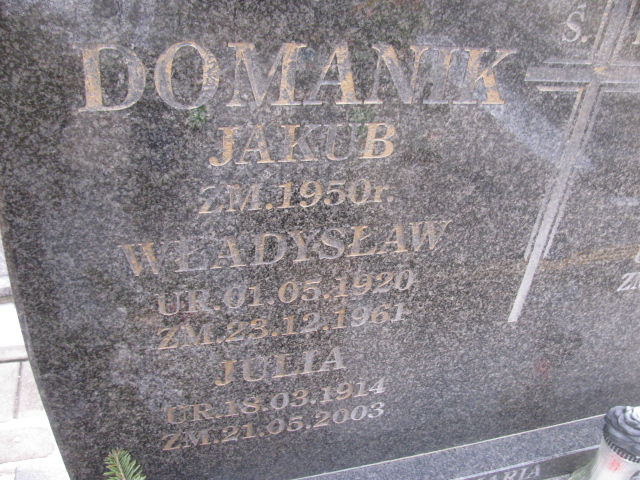 DOMANIK
JAKUB
ZM.1950r.
WŁADYSŁAW
UR.01.05.1920
ZM.23.12.1961
JULIA
UR.18.03.1914
ZM.21.05.2003
Ś.